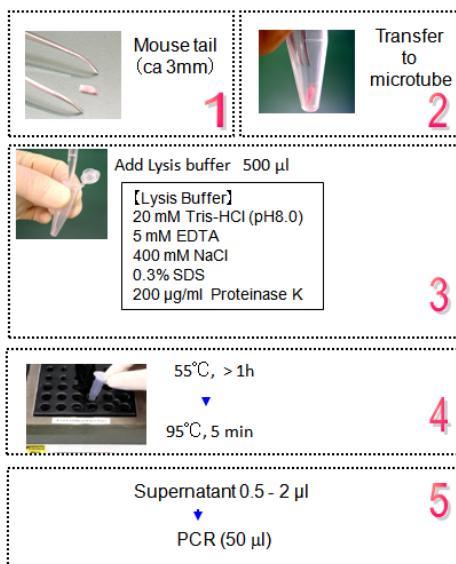 Mouse tail
(ca 3mm)
1
Transfer
to
microtube
2
Add Lysis buffer 500 µl
【Lysis Buffer】
20 mM Tris-HCl (pH8.0)
5 mM EDTA
400 mM NaCl
0.3% SDS
200 µg/ml Proteinase K
3
55℃, > 1h
95℃, 5 min
4
Supernatant 0.5 - 2 µl
PCR (50 µl)
5